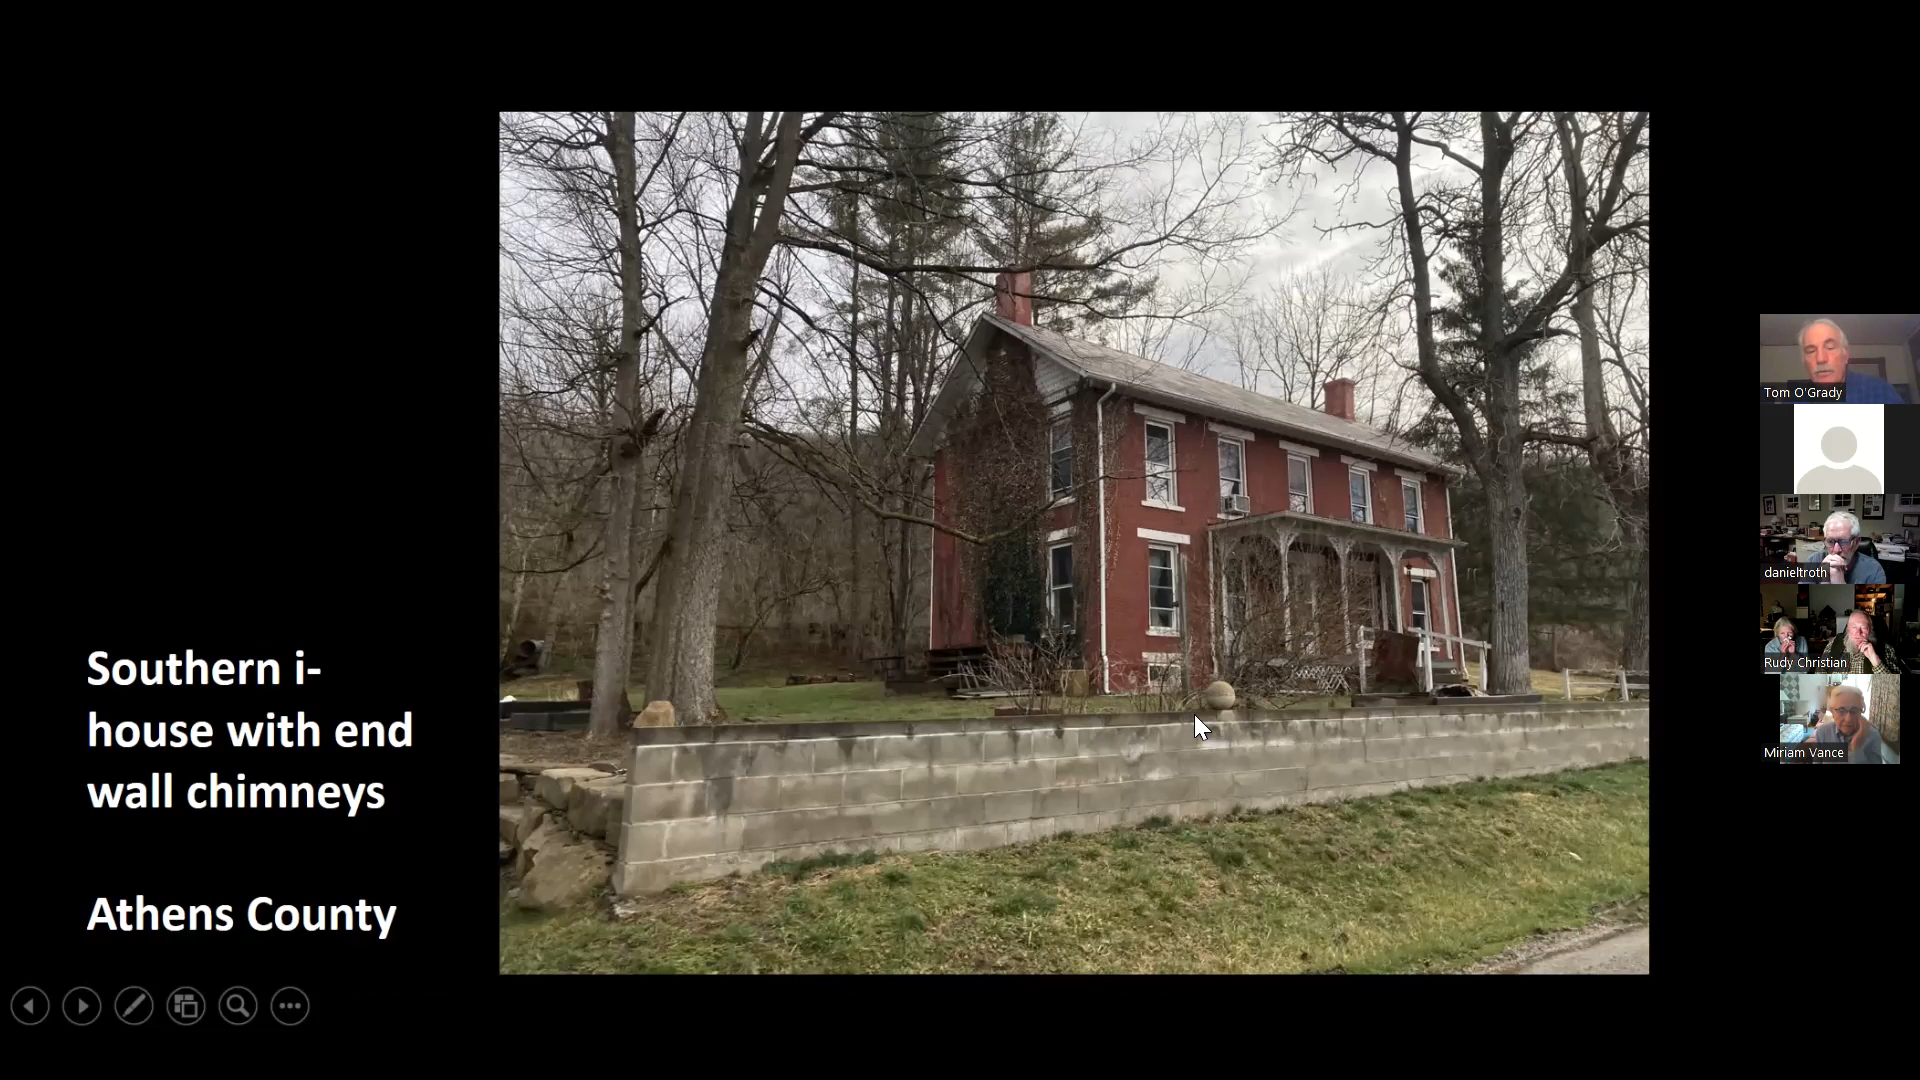 Southern i-
house with end
wall chimneys
Athens County
Tom O'Grady
danieltroth
Rudy Christian
Miriam Vance